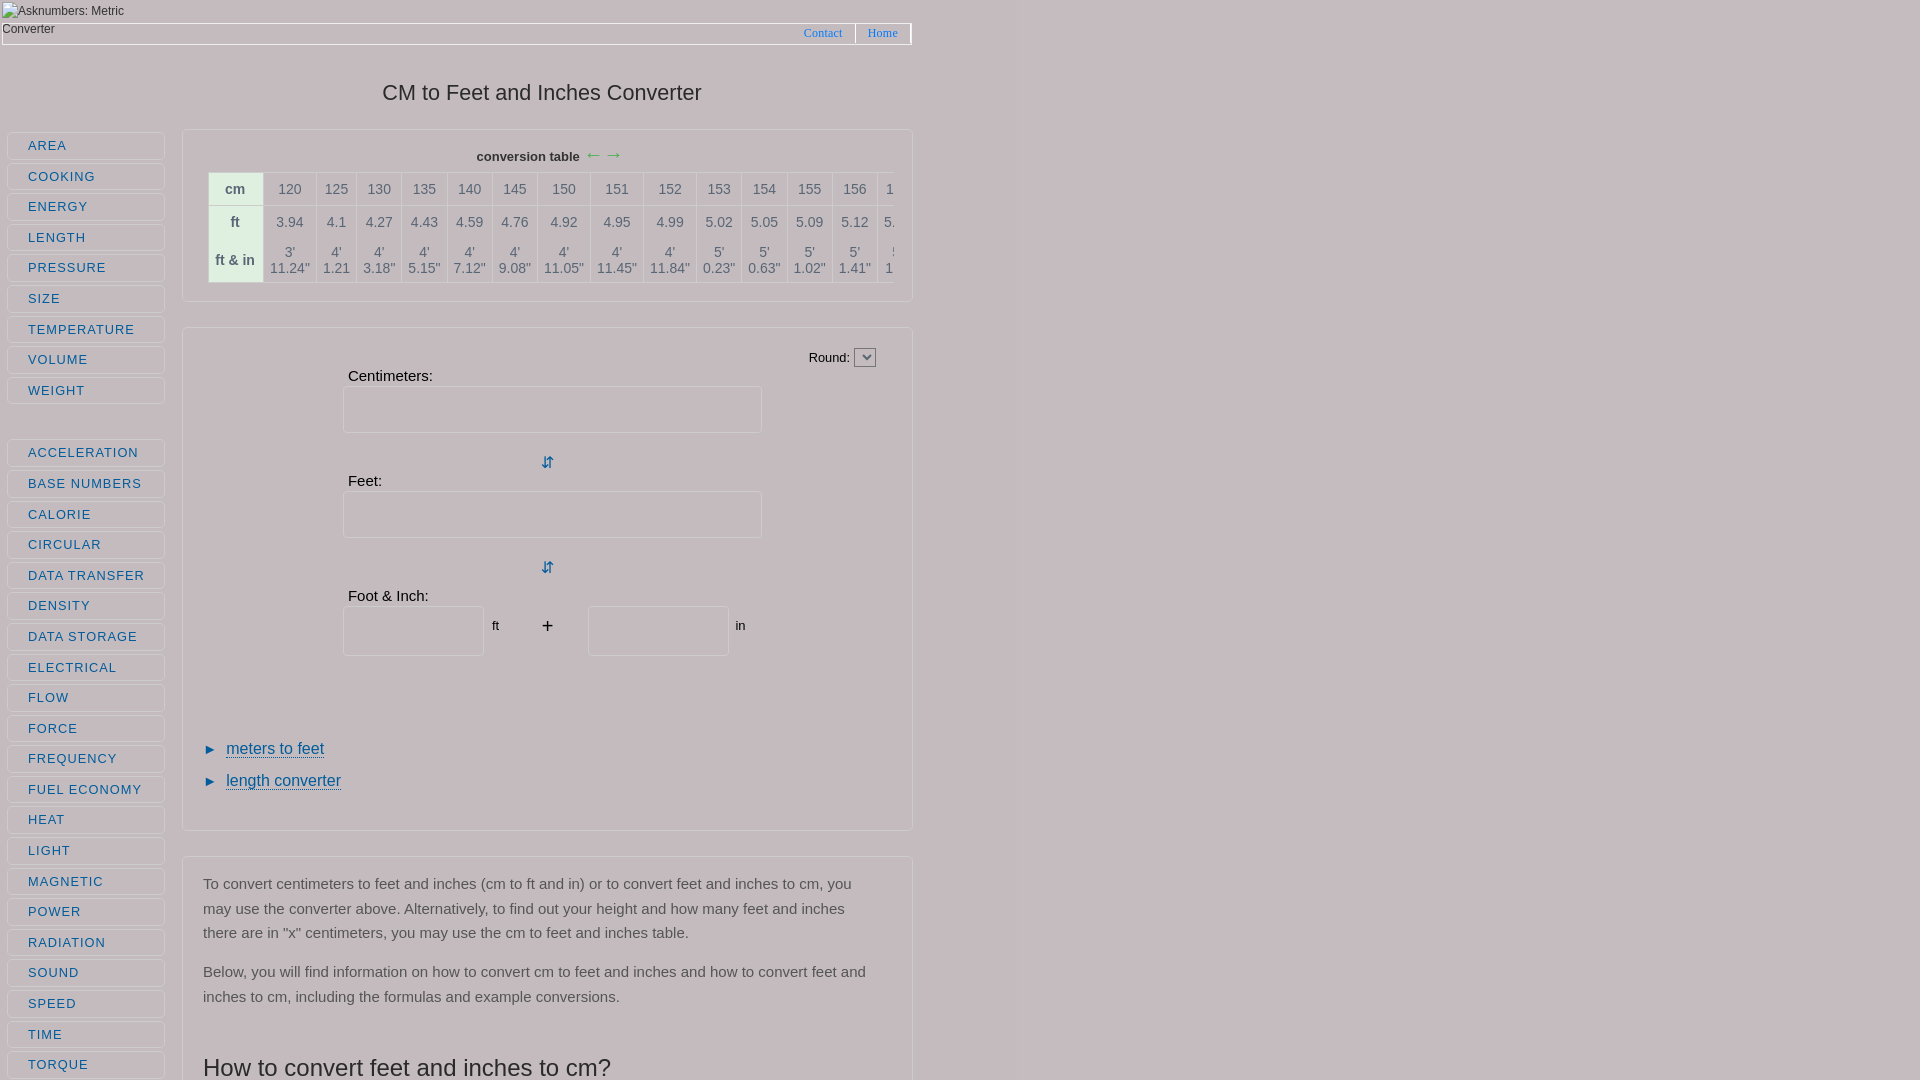 Asknumbers: Metric
Converter
Contact
Home
CM to Feet and Inches Converter
AREA
COOKING
ENERGY
LENGTH
PRESSURE
SIZE
TEMPERATURE
VOLUME
WEIGHT
ACCELERATION
BASE NUMBERS
CALORIE
CIRCULAR
DATA TRANSFER
DENSITY
DATA STORAGE
ELECTRICAL
FLOW
FORCE
FREQUENCY
FUEL ECONOMY
HEAT
LIGHT
MAGNETIC
POWER
RADIATION
SOUND
SPEED
TIME
TORQUE
conversion table ←→
cm 120 125 130 135 140 145 150 151 152 153 154 155 156
ft 3.94 4.1 4.27 4.43 4.59 4.76 4.92 4.95 4.99 5.02 5.05 5.09 5.12
ft & in 3' 11.24" 4' 1.21 4' 3.18" 4' 5.15" 4' 7.12" 4' 9.08" 4' 11.05" 4' 11.45" 4' 11.84" 5' 0.23" 5' 0.63" 5' 1.02" 5' 1.41"
Round:
Centimeters:
⇵
Feet:
⇵
Foot & Inch:
ft + in
► meters to feet
► length converter
To convert centimeters to feet and inches (cm to ft and in) or to convert feet and inches to cm, you
may use the converter above. Alternatively, to find out your height and how many feet and inches
there are in "x" centimeters, you may use the cm to feet and inches table.
Below, you will find information on how to convert cm to feet and inches and how to convert feet and
inches to cm, including the formulas and example conversions.
How to convert feet and inches to cm?